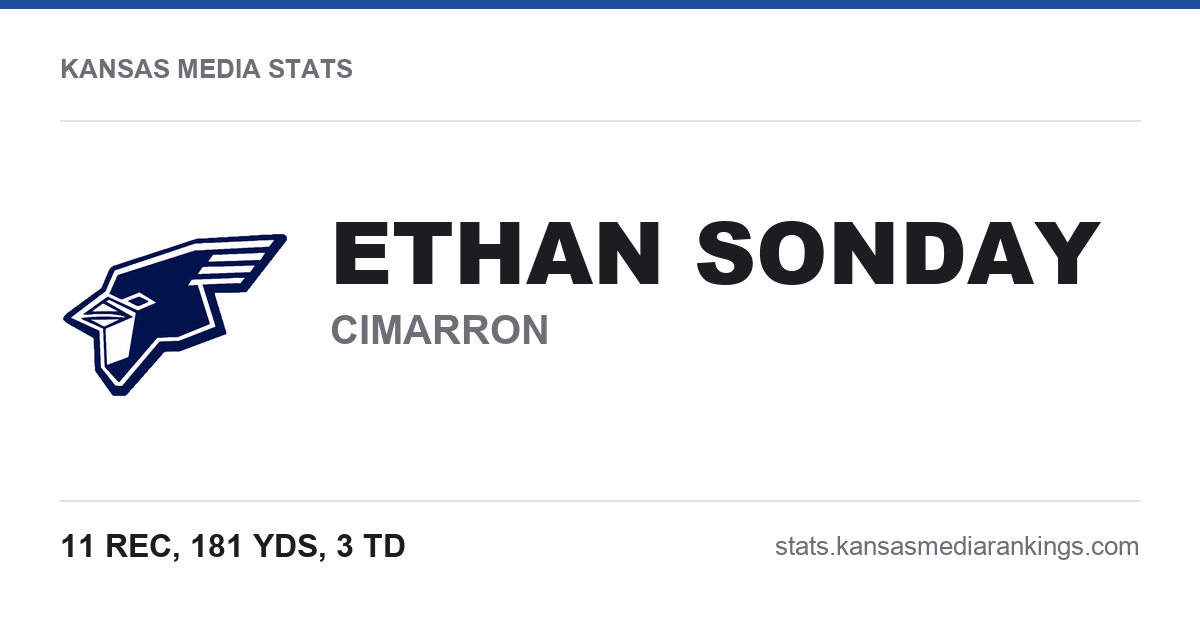 KANSAS MEDIA STATS
ETHAN SONDAY
CIMARRON
11 REC, 181 YDS, 3 TD
stats.kansasmediarankings.com